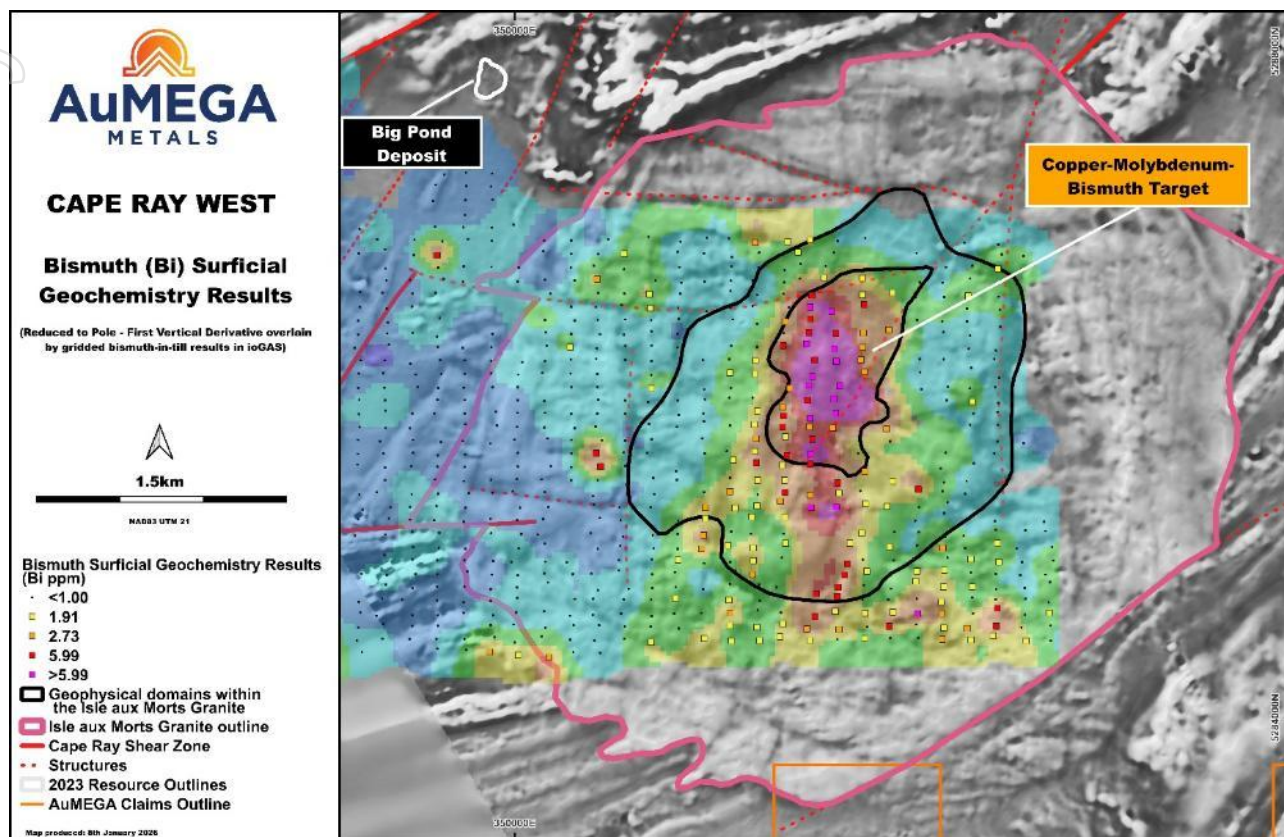 AuMEGA
METALS
CAPE RAY WEST
Bismuth (Bi) Surficial
Geochemistry Results
(Reduced to Pole - First Vertical Derivative overlain
by gridded bismuth-in-till results in ioGAS)
1.5km
NAD83 UTM 21
Bismuth Surficial Geochemistry Results
(Bi ppm)
<1.00
1.91
2.73
5.99
>5.99
Geophysical domains within
the Isle aux Morts Granite
Isle aux Morts Granite outline
Cape Ray Shear Zone
Structures
2023 Resource Outlines
AuMEGA Claims Outline
Map produced: 8th January 2026
350000E
5288000N
Big Pond
Deposit
Copper-Molybdenum-
Bismuth Target
5284000N
350000E